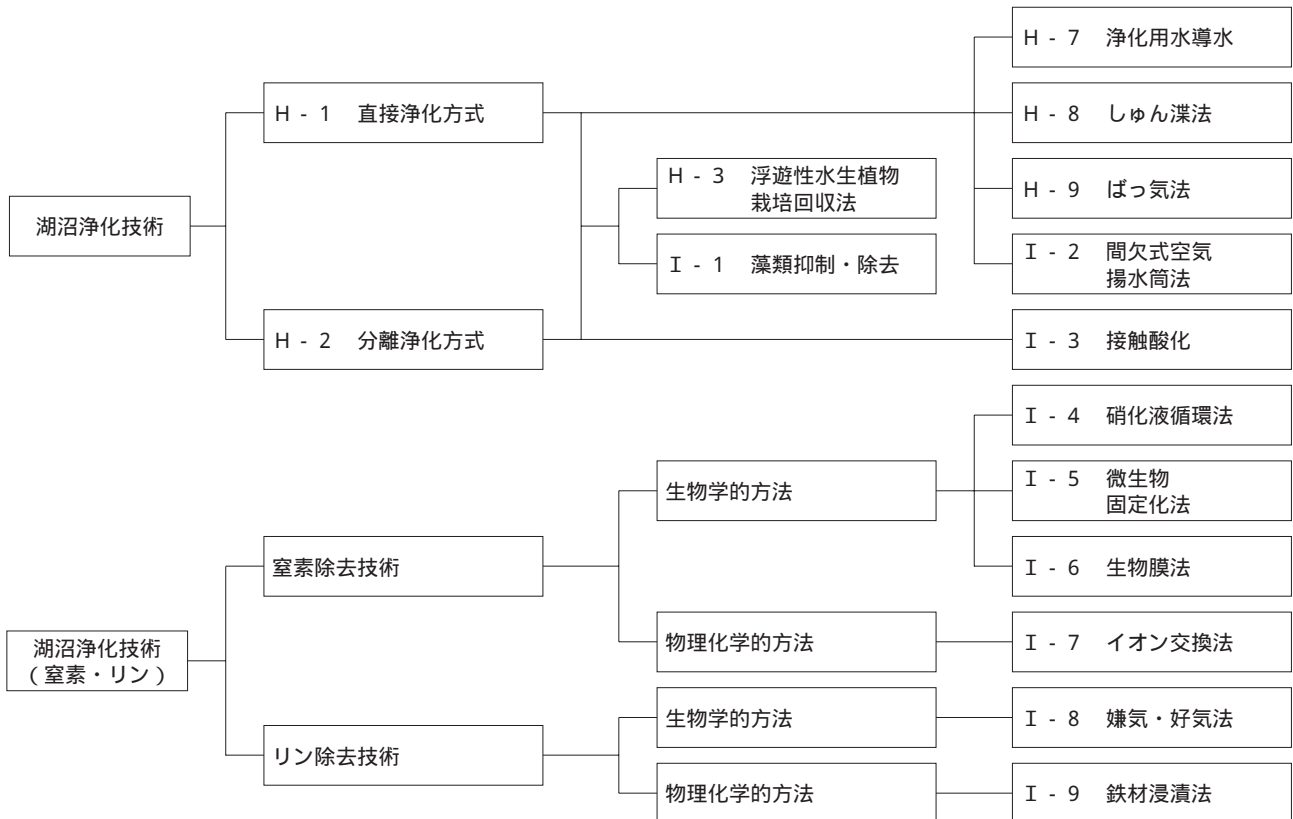 H - 7 浄化用水導水
H - 1 直接浄化方式
H - 8 しゅん渫法
H - 3 浮遊性水生植物
栽培回収法
H - 9 ばっ気法
湖沼浄化技術
I - 1 藻類抑制・除去
I - 2 間欠式空気
揚水筒法
H - 2 分離浄化方式
I - 3 接触酸化
I - 4 硝化液循環法
生物学的方法
I - 5 微生物
固定化法
窒素除去技術
I - 6 生物膜法
湖沼浄化技術
(窒素・リン)
物理化学的方法
I - 7 イオン交換法
生物学的方法
I - 8 嫌気・好気法
リン除去技術
物理化学的方法
I - 9 鉄材浸漬法